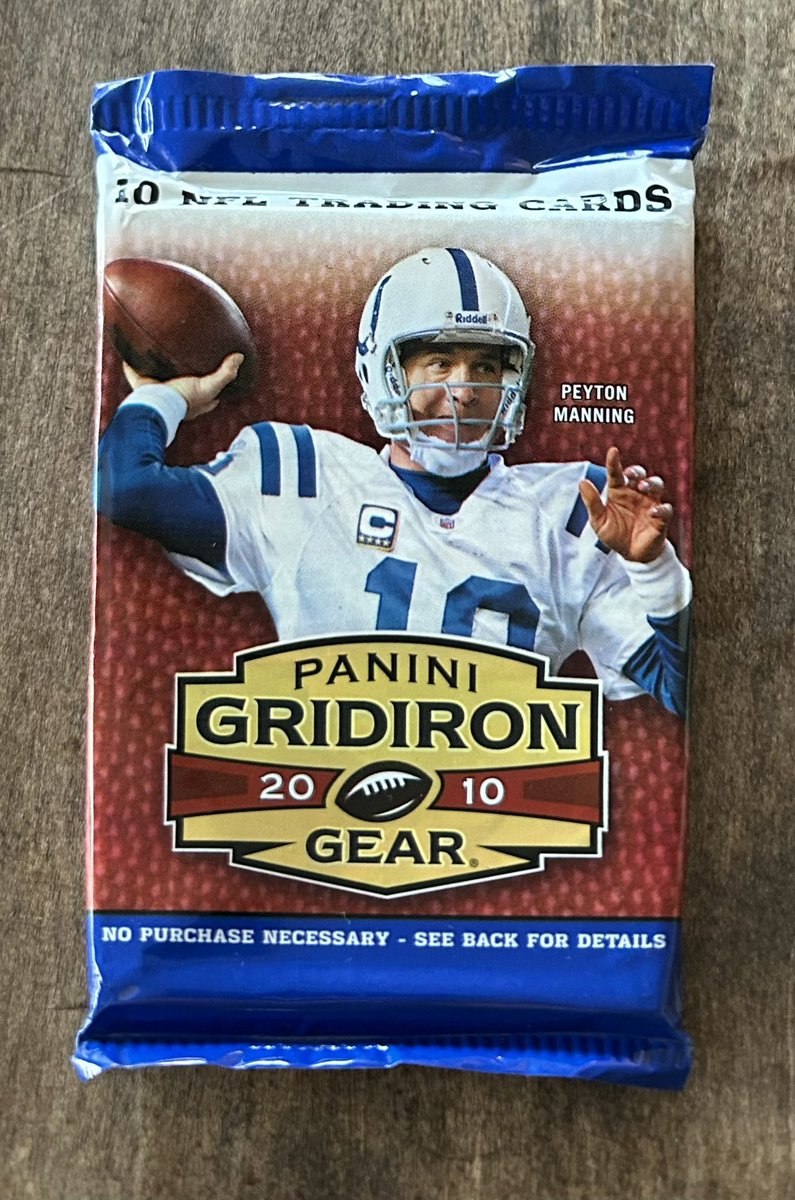 10 NFL TRADING CARDS
Riddell
PEYTON
MANNING
C
NFL
PANINI
GRIDIRON
20 10
GEAR®
NO PURCHASE NECESSARY - SEE BACK FOR DETAILS